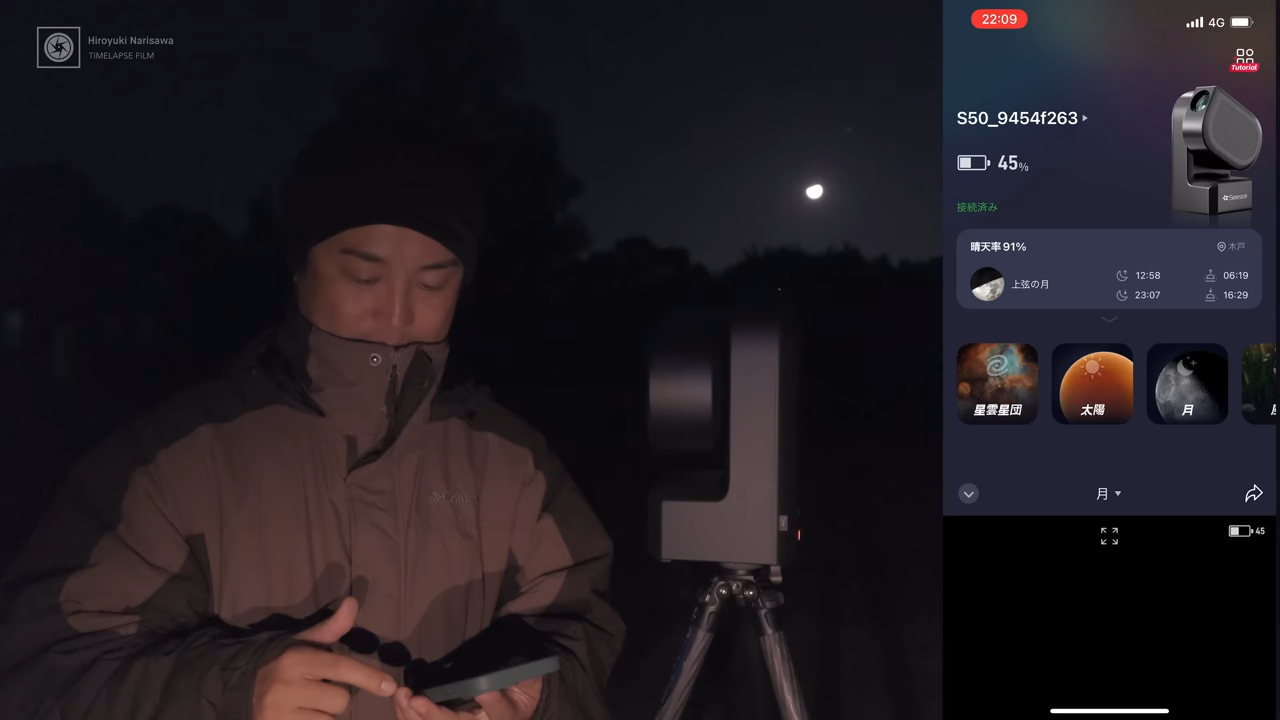 Hiroyuki Narisawa
TIMELAPSE FILM
22:09
4G
Tutorial
S50_9454f263
45%
接続済み
晴天率91%
木戸
上弦の月
12:58
06:19
23:07
16:29
星雲星団
太陽
月
月
45